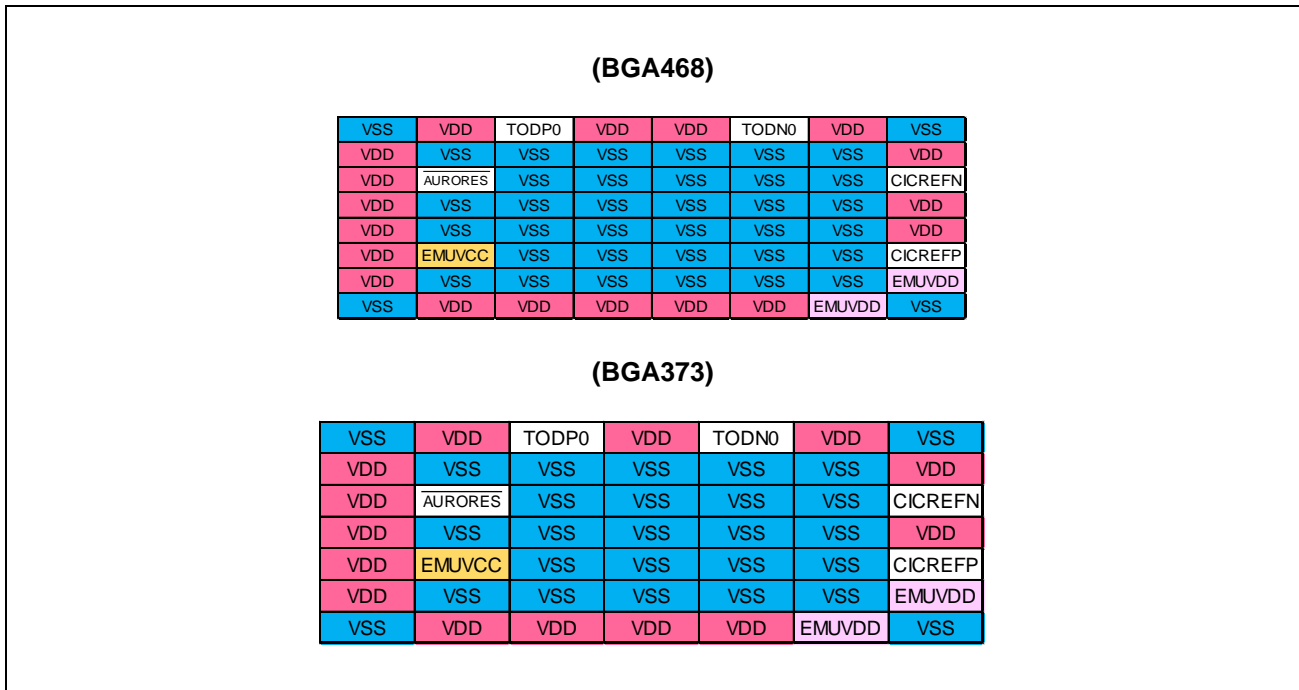 (BGA468)
VSS VDD TODP0 VDD VDD TODN0 VDD VSS
VDD VSS VSS VSS VSS VSS VSS VDD
VDD AURORES VSS VSS VSS VSS VSS CICREFN
VDD VSS VSS VSS VSS VSS VSS VDD
VDD VSS VSS VSS VSS VSS VSS VDD
VDD EMUVCC VSS VSS VSS VSS VSS CICREFP
VDD VSS VSS VSS VSS VSS VSS EMUVDD
VSS VDD VDD VDD VDD VDD EMUVDD VSS
(BGA373)
VSS VDD TODP0 VDD TODN0 VDD VSS
VDD VSS VSS VSS VSS VSS VDD
VDD AURORES VSS VSS VSS VSS CICREFN
VDD VSS VSS VSS VSS VSS VDD
VDD EMUVCC VSS VSS VSS VSS CICREFP
VDD VSS VSS VSS VSS VSS EMUVDD
VSS VDD VDD VDD VDD EMUVDD VSS